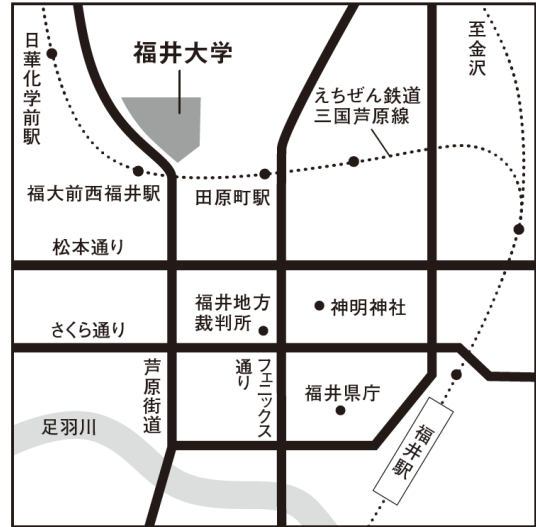 日華化学前駅
福井大学
至金沢
えちぜん鉄道
三国芦原線
福大前西福井駅
田原町駅
松本通り
福井地方
裁判所
神明神社
さくら通り
芦原街道
フェニックス
通り
福井県庁
足羽川
福井駅